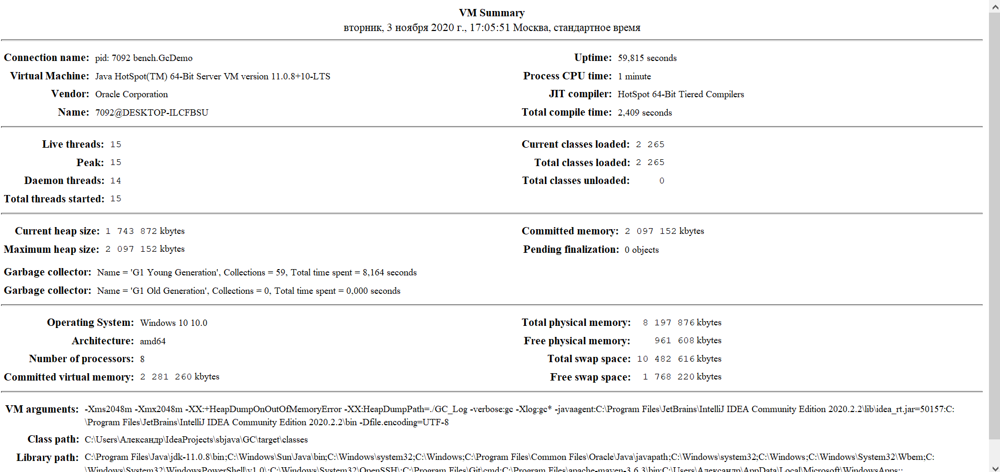 VM Summary
вторник, 3 ноября 2020 г., 17:05:51 Москва, стандартное время
Connection name: pid: 7092 bench.GcDemo
Uptime: 59,815 seconds
Virtual Machine: Java HotSpot(TM) 64-Bit Server VM version 11.0.8+10-LTS
Process CPU time: 1 minute
Vendor: Oracle Corporation
JIT compiler: HotSpot 64-Bit Tiered Compilers
Name: 7092@DESKTOP-ILCFBSU
Total compile time: 2,409 seconds
Live threads: 15
Current classes loaded: 2 265
Peak: 15
Total classes loaded: 2 265
Daemon threads: 14
Total classes unloaded: 0
Total threads started: 15
Current heap size: 1 743 872 kbytes
Committed memory: 2 097 152 kbytes
Maximum heap size: 2 097 152 kbytes
Pending finalization: 0 objects
Garbage collector: Name = 'G1 Young Generation', Collections = 59, Total time spent = 8,164 seconds
Garbage collector: Name = 'G1 Old Generation', Collections = 0, Total time spent = 0,000 seconds
Operating System: Windows 10 10.0
Total physical memory: 8 197 876 kbytes
Architecture: amd64
Free physical memory: 961 608 kbytes
Number of processors: 8
Total swap space: 10 482 616 kbytes
Committed virtual memory: 2 281 260 kbytes
Free swap space: 1 768 220 kbytes
VM arguments: -Xms2048m -Xmx2048m -XX:+HeapDumpOnOutOfMemoryError -XX:HeapDumpPath=./GC_Log -verbose:gc -Xlog:gc* -javaagent:C:\Program Files\JetBrains\IntelliJ IDEA Community Edition 2020.2.2\lib\idea_rt.jar=50157:C:
\Program Files\JetBrains\IntelliJ IDEA Community Edition 2020.2.2\bin -Dfile.encoding=UTF-8
Class path: C:\Users\Александр\IdeaProjects\sbjava\GC\target\classes
Library path: C:\Program Files\Java\jdk-11.0.8\bin;C:\Windows\Sun\Java\bin;C:\Windows\system32;C:\Windows;C:\Program Files\Common Files\Oracle\Java\javapath;C:\Windows\system32;C:\Windows;C:\Windows\System32\Wbem;C:
\Windows\System32\WindowsPowerShell\v1.0\;C:\Windows\System32\OpenSSH\;C:\Program Files\Git\cmd;C:\Program Files\apache-maven-3.6.3\bin;C:\Users\Александр\AppData\Local\Microsoft\WindowsApps;;